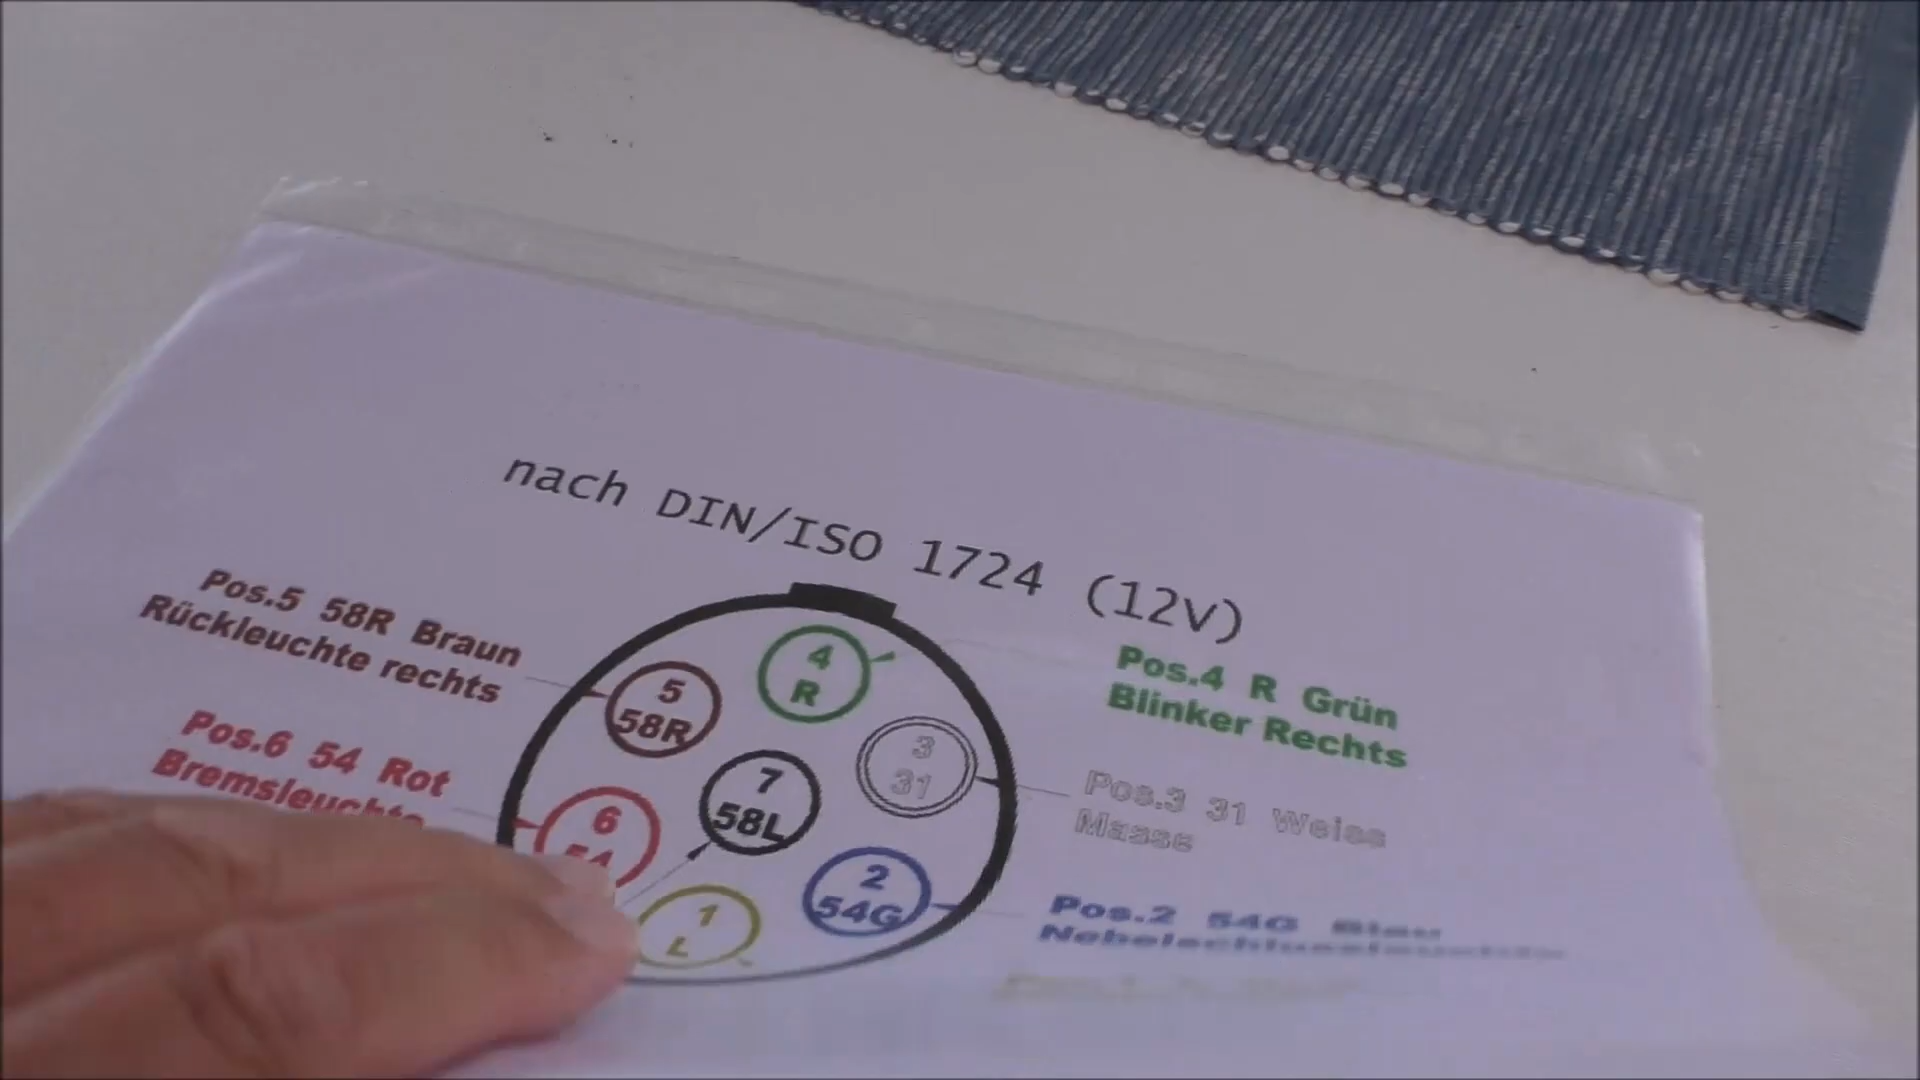 nach DIN/ISO 1724 (12V)
Pos.5 58R Braun
Rückleuchte rechts
Pos.6 54 Rot
Bremsleuchte
4
R
5
58R
3
31
7
58L
6
54
2
54G
1
L
Pos.4 R Grün
Blinker Rechts
Pos.3 31 Weiss
Masse
Pos.2 54G Blau